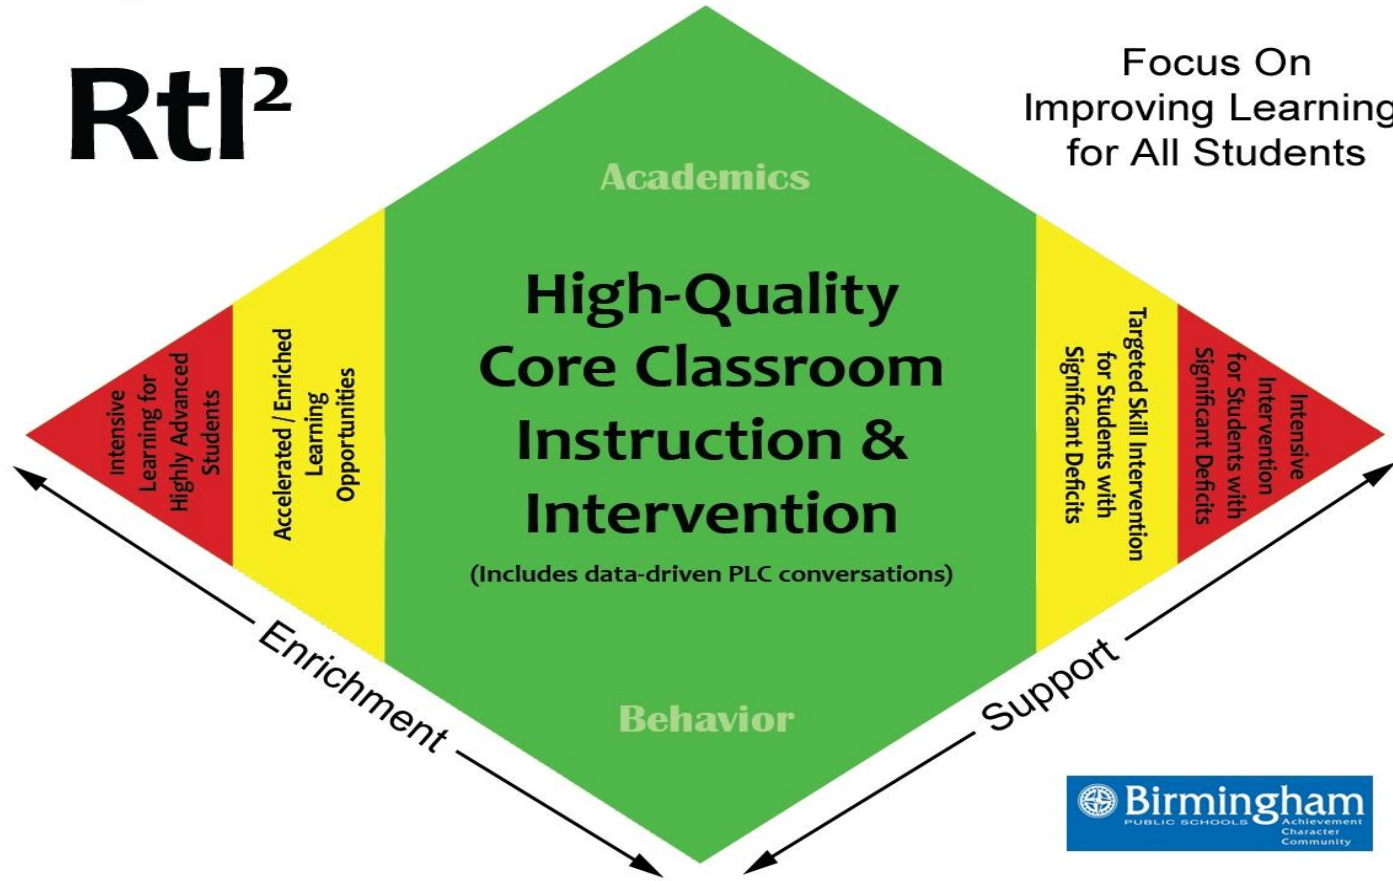 RtI²
Focus On
Improving Learning
for All Students
Academics
High-Quality
Core Classroom
Instruction &
Intervention
(Includes data-driven PLC conversations)
Behavior
Intensive
Learning for
Highly Advanced
Students
Accelerated / Enriched
Learning
Opportunities
Targeted Skill Intervention
for Students with
Significant Deficits
Intensive
Intervention
for Students with
Significant Deficits
Enrichment
Support
Birmingham
PUBLIC SCHOOLS
Achievement
Character
Community